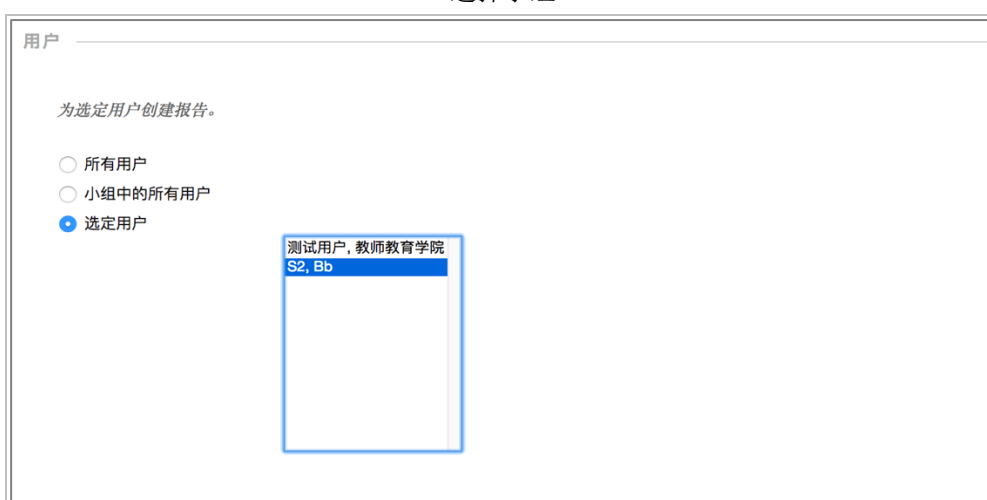 用户
为选定用户创建报告。
所有用户
小组中的所有用户
选定用户
测试用户, 教师教育学院
S2, Bb